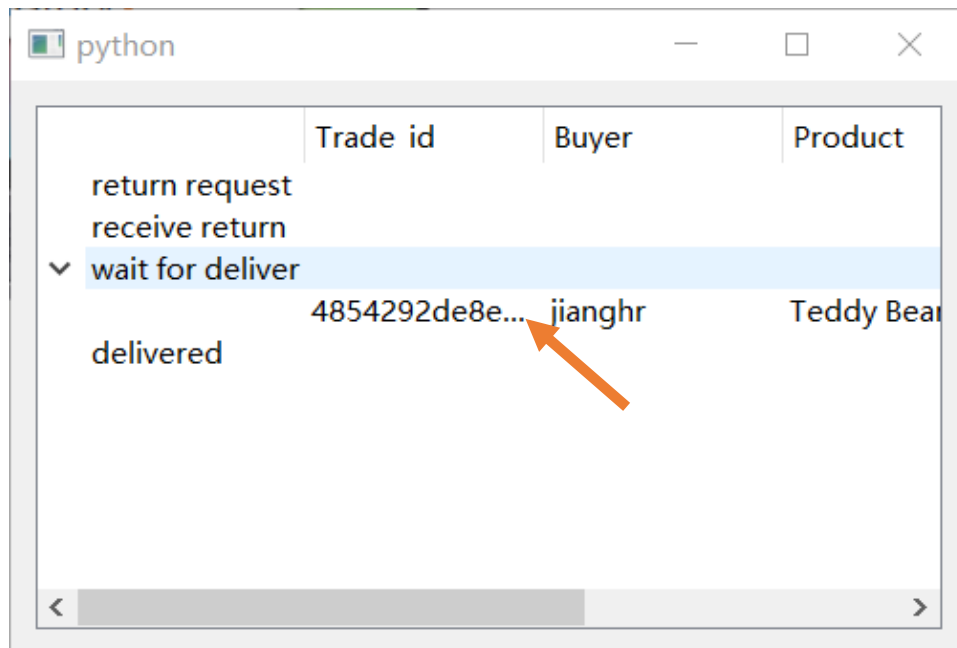 python
Trade id Buyer Product
return request
receive return
wait for deliver
4854292de8e... jianghr Teddy Bear
delivered